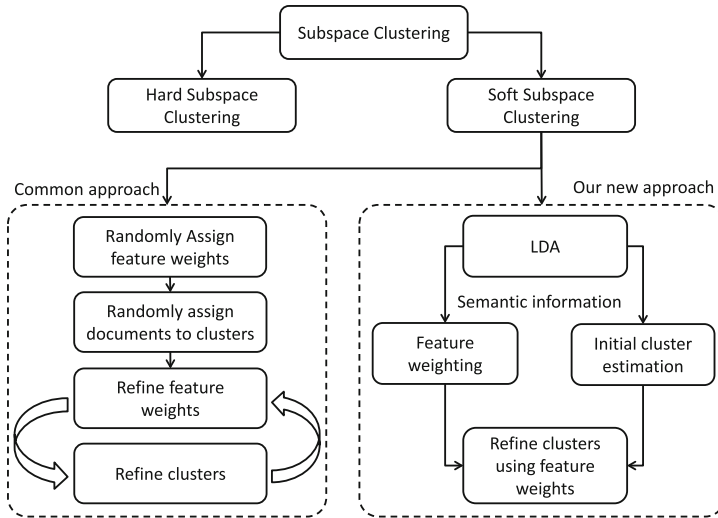 Subspace Clustering
Hard Subspace
Clustering
Soft Subspace
Clustering
Common approach
Randomly Assign
feature weights
Randomly assign
documents to clusters
Refine feature
weights
Refine clusters
Our new approach
LDA
Semantic information
Feature
weighting
Initial cluster
estimation
Refine clusters
using feature
weights